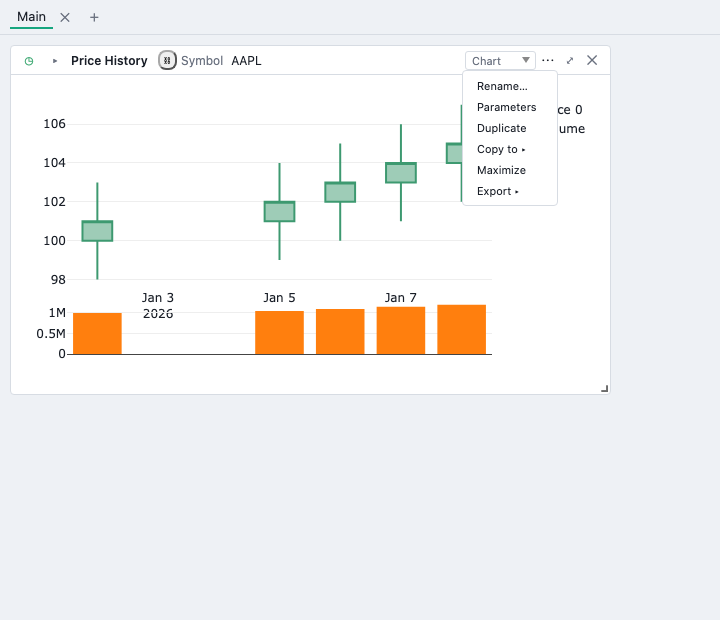 Main
+
Price History Symbol AAPL Chart ...
Rename...
Parameters
Duplicate
Copy to
Maximize
Export
ce 0
ume
106
104
102
100
98
Jan 3
2026
Jan 5
Jan 7
1M
0.5M
0